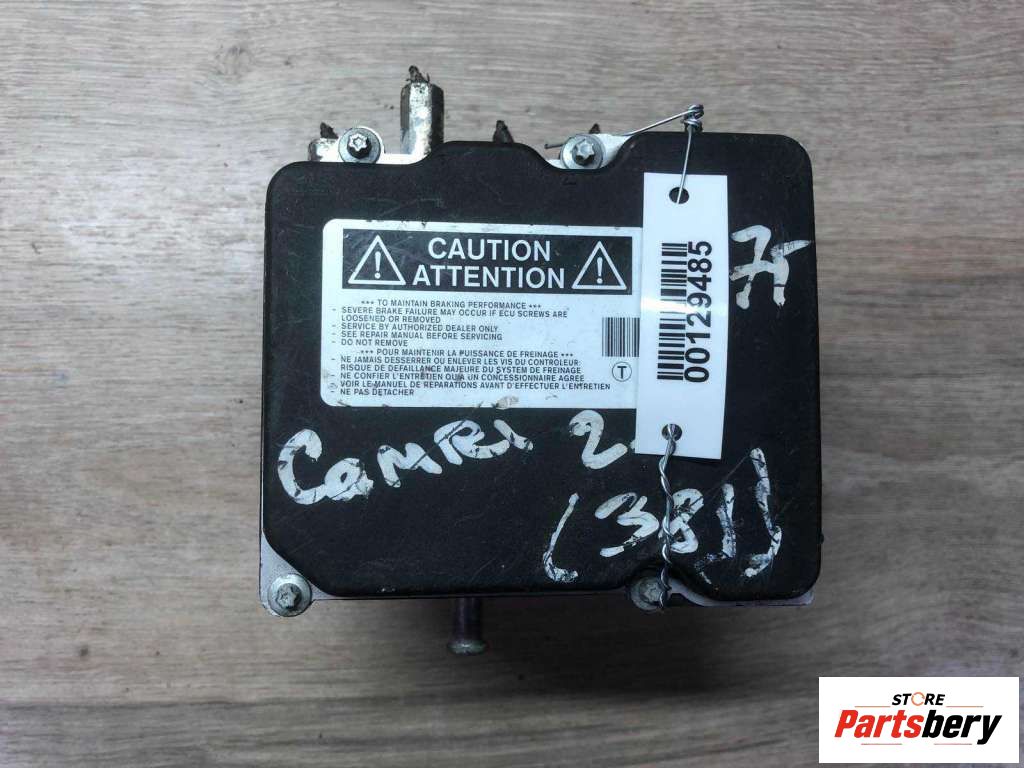 CAUTION
ATTENTION
*** TO MAINTAIN BRAKING PERFORMANCE ***
- SEVERE BRAKE FAILURE MAY OCCUR IF ECU SCREWS ARE
LOOSENED OR REMOVED
- SERVICE BY AUTHORIZED DEALER ONLY
- SEE REPAIR MANUAL BEFORE SERVICING
- DO NOT REMOVE
*** POUR MAINTENIR LA PUISSANCE DE FREINAGE ***
- NE JAMAIS DESSERRER OU ENLEVER LES VIS DU CONTROLEUR:
RISQUE DE DEFAILLANCE MAJEURE DU SYSTEM DE FREINAGE
- NE CONFIER L'ENTRETIEN QU'A UN CONCESSIONNAIRE AGREE
- VOIR LE MANUEL DE REPARATIONS AVANT D'EFFECTUER L'ENTRETIEN
- NE PAS DETACHER
T
00129485
CAMRI 2.
(381)
STORE
Partsbery